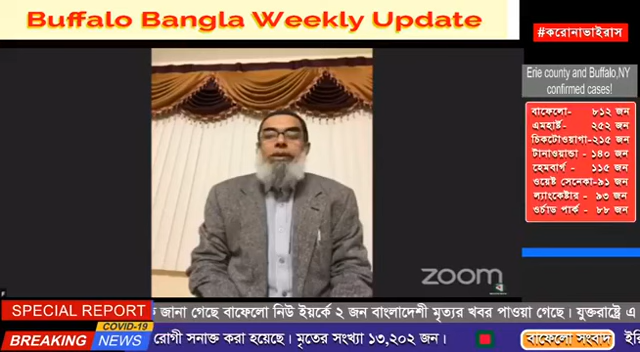 Buffalo Bangla Weekly Update
#করোনাভাইরাস
Erie county and Buffalo,NY
confirmed cases!
বাফেলো- ৮১২ জন
এমহার্ষ্ট- ২৫২ জন
চিকটোওয়াগা-২১৫ জন
টানাওয়ান্ডা - ১৪০ জন
হেমবার্গ - ১১৫ জন
ওয়েষ্ট সেনেকা-৯১ জন
ল্যাংকেষ্টার - ৯৩ জন
ওর্চাড পার্ক - ৮৮ জন
zoom
SPECIAL REPORT
জানা গেছে বাফেলো নিউ ইয়র্কে ২ জন বাংলাদেশী মৃত্যুর খবর পাওয়া গেছে। যুক্তরাষ্ট্রে এ
COVID-19
BREAKING NEWS
রোগী সনাক্ত করা হয়েছে। মৃতের সংখ্যা ১৩,২০২ জন।
বাফেলো সংবাদ